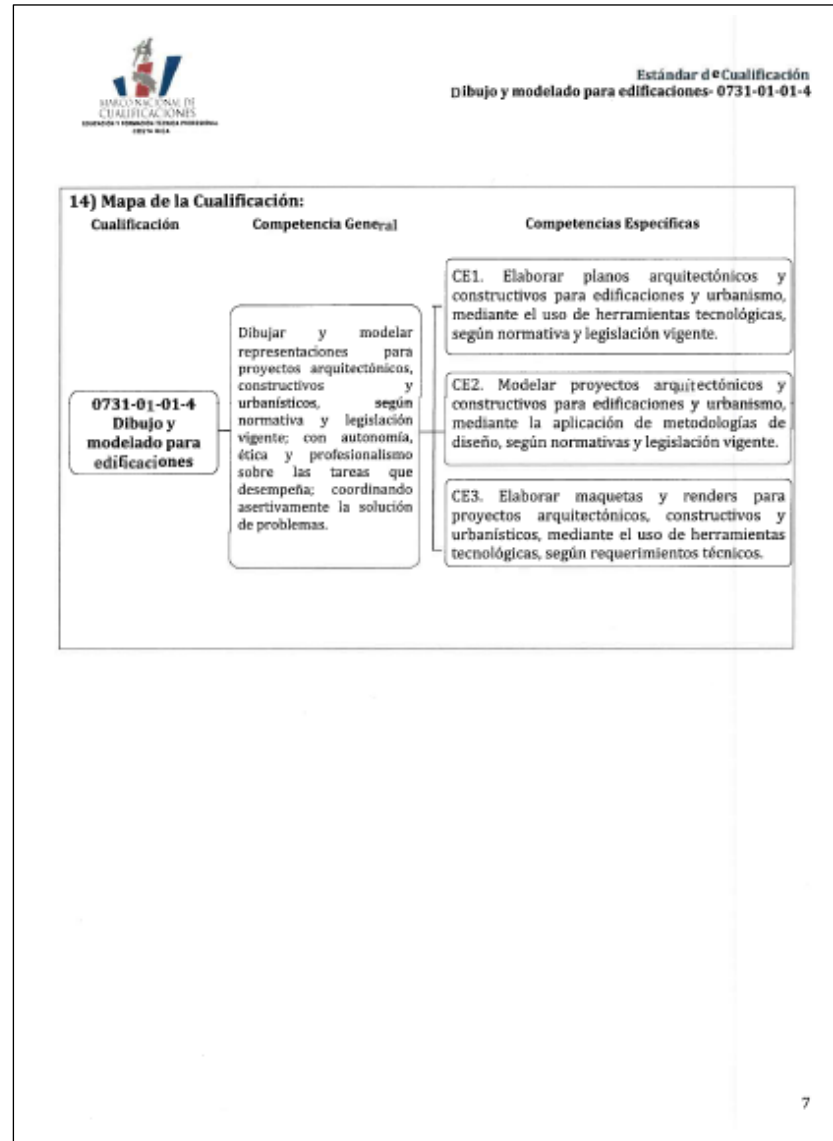 MARCO NACIONAL DE
CUALIFICACIONES
EDUCACIÓN Y FORMACIÓN TÉCNICA PROFESIONAL
COSTA RICA
Estándar de Cualificación
Dibujo y modelado para edificaciones- 0731-01-01-4
14) Mapa de la Cualificación:
Cualificación
Competencia General
Competencias Específicas
0731-01-01-4
Dibujo y
modelado para
edificaciones
Dibujar y modelar
representaciones para
proyectos arquitectónicos,
constructivos y
urbanísticos, según
normativa y legislación
vigente; con autonomía,
ética y profesionalismo
sobre las tareas que
desempeña; coordinando
asertivamente la solución
de problemas.
CE1. Elaborar planos arquitectónicos y
constructivos para edificaciones y urbanismo,
mediante el uso de herramientas tecnológicas,
según normativa y legislación vigente.
CE2. Modelar proyectos arquitectónicos y
constructivos para edificaciones y urbanismo,
mediante la aplicación de metodologías de
diseño, según normativas y legislación vigente.
CE3. Elaborar maquetas y renders para
proyectos arquitectónicos, constructivos y
urbanísticos, mediante el uso de herramientas
tecnológicas, según requerimientos técnicos.
7